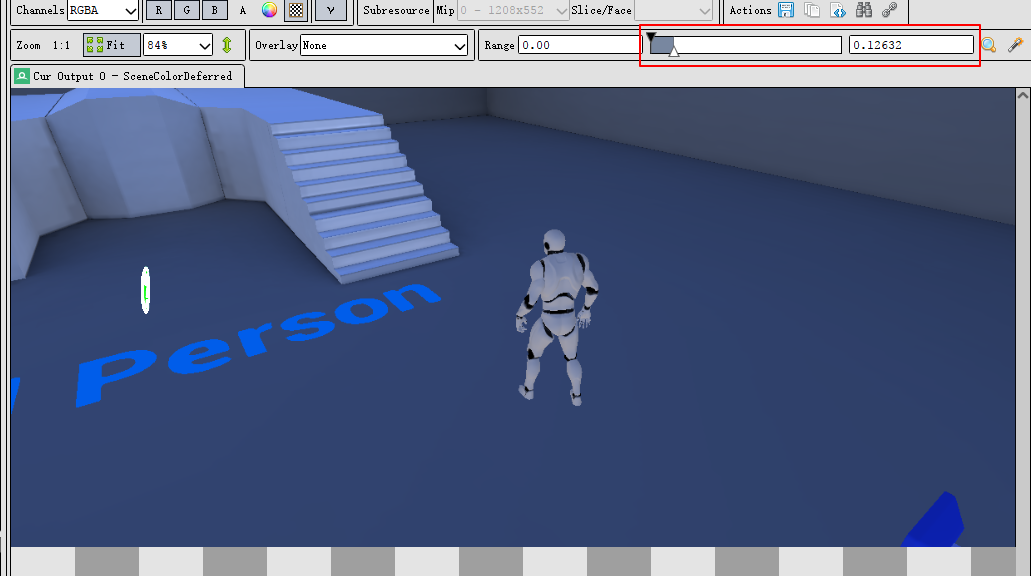 Channels RGBA R G B A γ Subresource Mip 0 - 1208x552 Slice/Face Actions
Zoom 1:1 Fit 84% Overlay None Range 0.00 0.12632
Cur Output 0 - SceneColorDeferred
Person